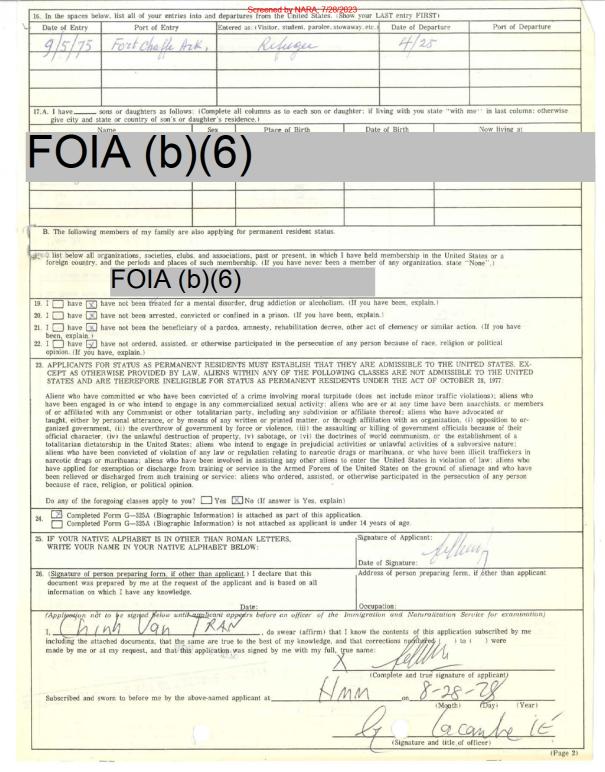 Screened by NARA, 7/26/2023
16. In the spaces below, list all of your entries into and departures from the United States. (Show your LAST entry FIRST)
Date of Entry Port of Entry Entered as: (Visitor, student, parolee, stowaway, etc.) Date of Departure Port of Departure
9/5/75 Fort Chaffe Ark. Refugee 4/25
17.A. I have ____ sons or daughters as follows: (Complete all columns as to each son or daughter; if living with you state "with me" in last column; otherwise
give city and state or country of son's or daughter's residence.)
Name Sex Place of Birth Date of Birth Now living at
FOIA (b)(6)
B. The following members of my family are also applying for permanent resident status.
list below all organizations, societies, clubs, and associations, past or present, in which I have held membership in the United States or a
foreign country, and the periods and places of such membership. (If you have never been a member of any organization, state "None".)
FOIA (b)(6)
19. I have have not been treated for a mental disorder, drug addiction or alcoholism. (If you have been, explain.)
20. I have have not been arrested, convicted or confined in a prison. (If you have been, explain.)
21. I have have not been the beneficiary of a pardon, amnesty, rehabilitation decree, other act of clemency or similar action. (If you have
been, explain.)
22. I have have not ordered, assisted, or otherwise participated in the persecution of any person because of race, religion or political
opinion. (If you have, explain.)
23. APPLICANTS FOR STATUS AS PERMANENT RESIDENTS MUST ESTABLISH THAT THEY ARE ADMISSIBLE TO THE UNITED STATES. EX-
CEPT AS OTHERWISE PROVIDED BY LAW, ALIENS WITHIN ANY OF THE FOLLOWING CLASSES ARE NOT ADMISSIBLE TO THE UNITED
STATES AND ARE THEREFORE INELIGIBLE FOR STATUS AS PERMANENT RESIDENTS UNDER THE ACT OF OCTOBER 28, 1977.
Aliens who have committed or who have been convicted of a crime involving moral turpitude (does not include minor traffic violations); aliens who
have been engaged in or who intend to engage in any commercialized sexual activity; aliens who are or at any time have been anarchists, or members
of or affiliated with any Communist or other totalitarian party, including any subdivision or affiliate thereof; aliens who have advocated or
taught, either by personal utterance, or by means of any written or printed matter, or through affiliation with an organization, (i) opposition to or-
ganized government, (ii) the overthrow of government by force or violence, (iii) the assaulting or killing of government officials because of their
official character, (iv) the unlawful destruction of property, (v) sabotage, or (vi) the doctrines of world communism, or the establishment of a
totalitarian dictatorship in the United States; aliens who intend to engage in prejudicial activities or unlawful activities of a subversive nature;
aliens who have been convicted of violation of any law or regulation relating to narcotic drugs or marihuana, or who have been illicit traffickers in
narcotic drugs or marihuana; aliens who have been involved in assisting any other aliens to enter the United States in violation of law; aliens who
have applied for exemption or discharge from training or service in the Armed Forces of the United States on the ground of alienage and who have
been relieved or discharged from such training or service; aliens who ordered, assisted, or otherwise participated in the persecution of any person
because of race, religion, or political opinion.
Do any of the foregoing classes apply to you? Yes No (If answer is Yes, explain)
24. Completed Form G—325A (Biographic Information) is attached as part of this application.
Completed Form G—325A (Biographic Information) is not attached as applicant is under 14 years of age.
25. IF YOUR NATIVE ALPHABET IS IN OTHER THAN ROMAN LETTERS,
WRITE YOUR NAME IN YOUR NATIVE ALPHABET BELOW:
Signature of Applicant:
Date of Signature:
26. (Signature of person preparing form, if other than applicant.) I declare that this
document was prepared by me at the request of the applicant and is based on all
information on which I have any knowledge.
Date:
Address of person preparing form, if other than applicant
Occupation:
(Application not to be signed below until applicant appears before an officer of the Immigration and Naturalization Service for examination)
I, Chinh Van TRAN, do swear (affirm) that I know the contents of this application subscribed by me
including the attached documents, that the same are true to the best of my knowledge, and that corrections numbered ( ) to ( ) were
made by me or at my request, and that this application was signed by me with my full, true name:
X
(Complete and true signature of applicant)
Subscribed and sworn to before me by the above-named applicant at HNN on 8-28-78
(Month) (Day) (Year)
(Signature and title of officer)
(Page 2)